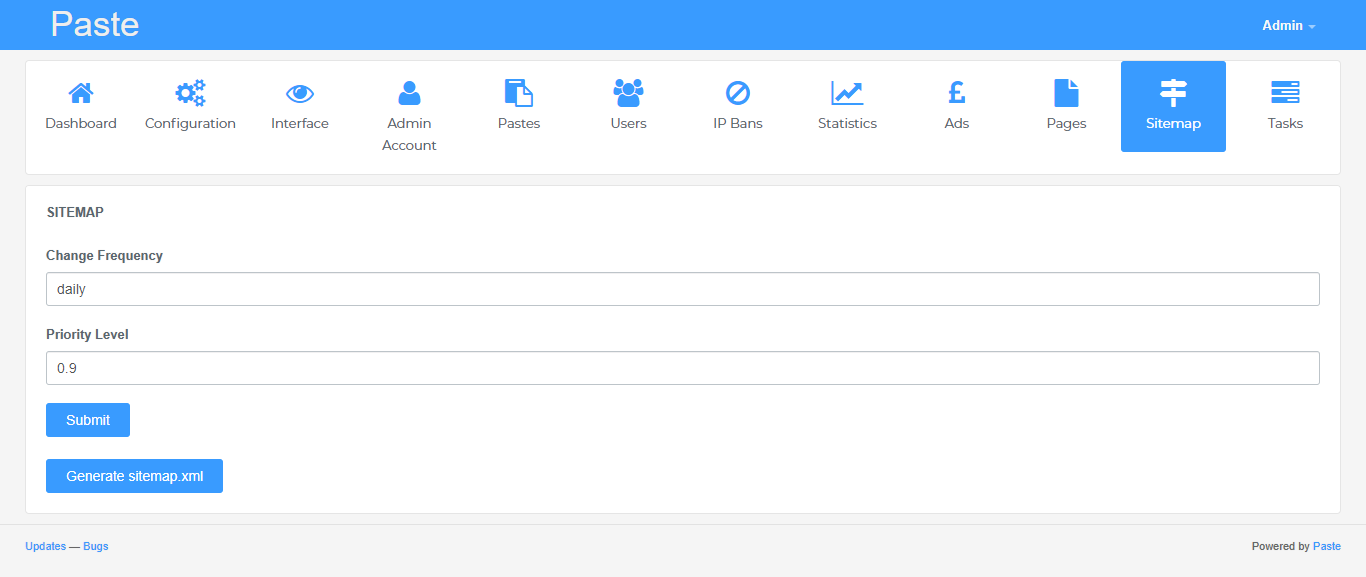 Paste
Admin
Dashboard
Configuration
Interface
Admin
Account
Pastes
Users
IP Bans
Statistics
Ads
Pages
Sitemap
Tasks
SITEMAP
Change Frequency
daily
Priority Level
0.9
Submit
Generate sitemap.xml
Updates — Bugs
Powered by Paste